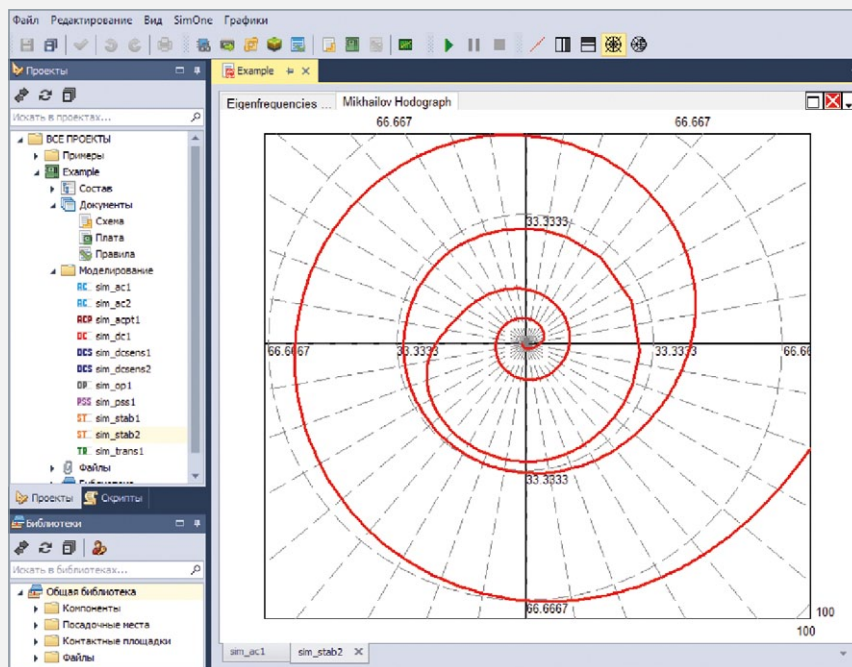 Файл Редактирование Вид SimOne Графики
Проекты
Искать в проектах...
ВСЕ ПРОЕКТЫ
Примеры
Example
Состав
Документы
Схема
Плата
Правила
Моделирование
AC sim_ac1
AC sim_ac2
ACP sim_acpt1
DC sim_dc1
DCS sim_dcsens1
DCS sim_dcsens2
OP sim_op1
PSS sim_pss1
ST sim_stab1
ST sim_stab2
TR sim_trans1
Файлы
Проекты Скрипты
Библиотеки
Искать в библиотеках...
Общая библиотека
Компоненты
Посадочные места
Контактные площадки
Файлы
Example
Eigenfrequencies ... Mikhailov Hodograph
66.667 66.667
33.3333
66.6667 33.3333 33.3333 66.66
33.3333
66.6667
100
100
sim_ac1 sim_stab2